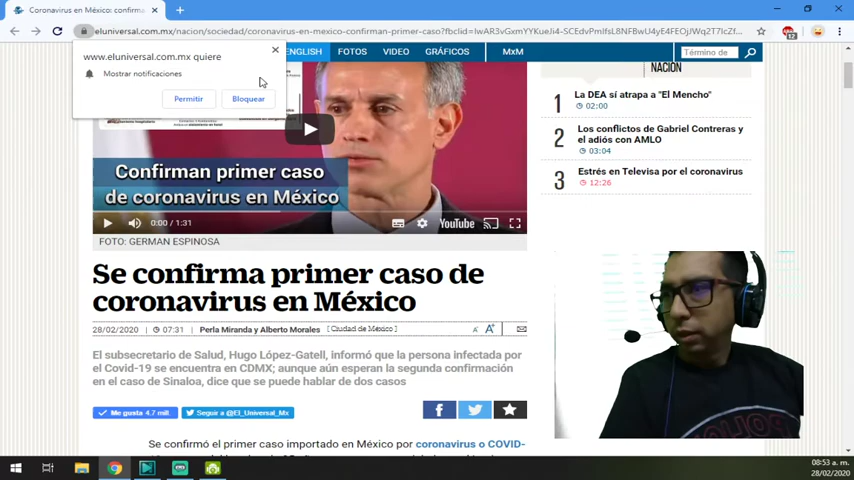 Coronavirus en México: confirma
eluniversal.com.mx/nacion/sociedad/coronavirus-en-mexico-confirman-primer-caso?fbclid=
12
www.eluniversal.com.mx quiere
Mostrar notificaciones
Permitir
Bloquear
ENGLISH
FOTOS
VIDEO
GRÁFICOS
MxM
Término de
Confirman primer caso
de coronavirus en México
0:00 / 1:31
YouTube
FOTO: GERMAN ESPINOSA
Se confirma primer caso de
coronavirus en México
28/02/2020
07:31
Perla Miranda y Alberto Morales
[ Ciudad de México ]
A
A+
El subsecretario de Salud, Hugo López-Gatell, informó que la persona infectada por
el Covid-19 se encuentra en CDMX; aunque aún esperan la segunda confirmación
en el caso de Sinaloa, dice que se puede hablar de dos casos
Me gusta 4.7 mil.
Seguir a @El_Universal_Mx
Se confirmó el primer caso importado en México por coronavirus o COVID-
NACIÓN
1
La DEA sí atrapa a "El Mencho"
02:00
2
Los conflictos de Gabriel Contreras y
el adiós con AMLO
03:04
3
Estrés en Televisa por el coronavirus
12:26
08:53 a. m.
28/02/2020